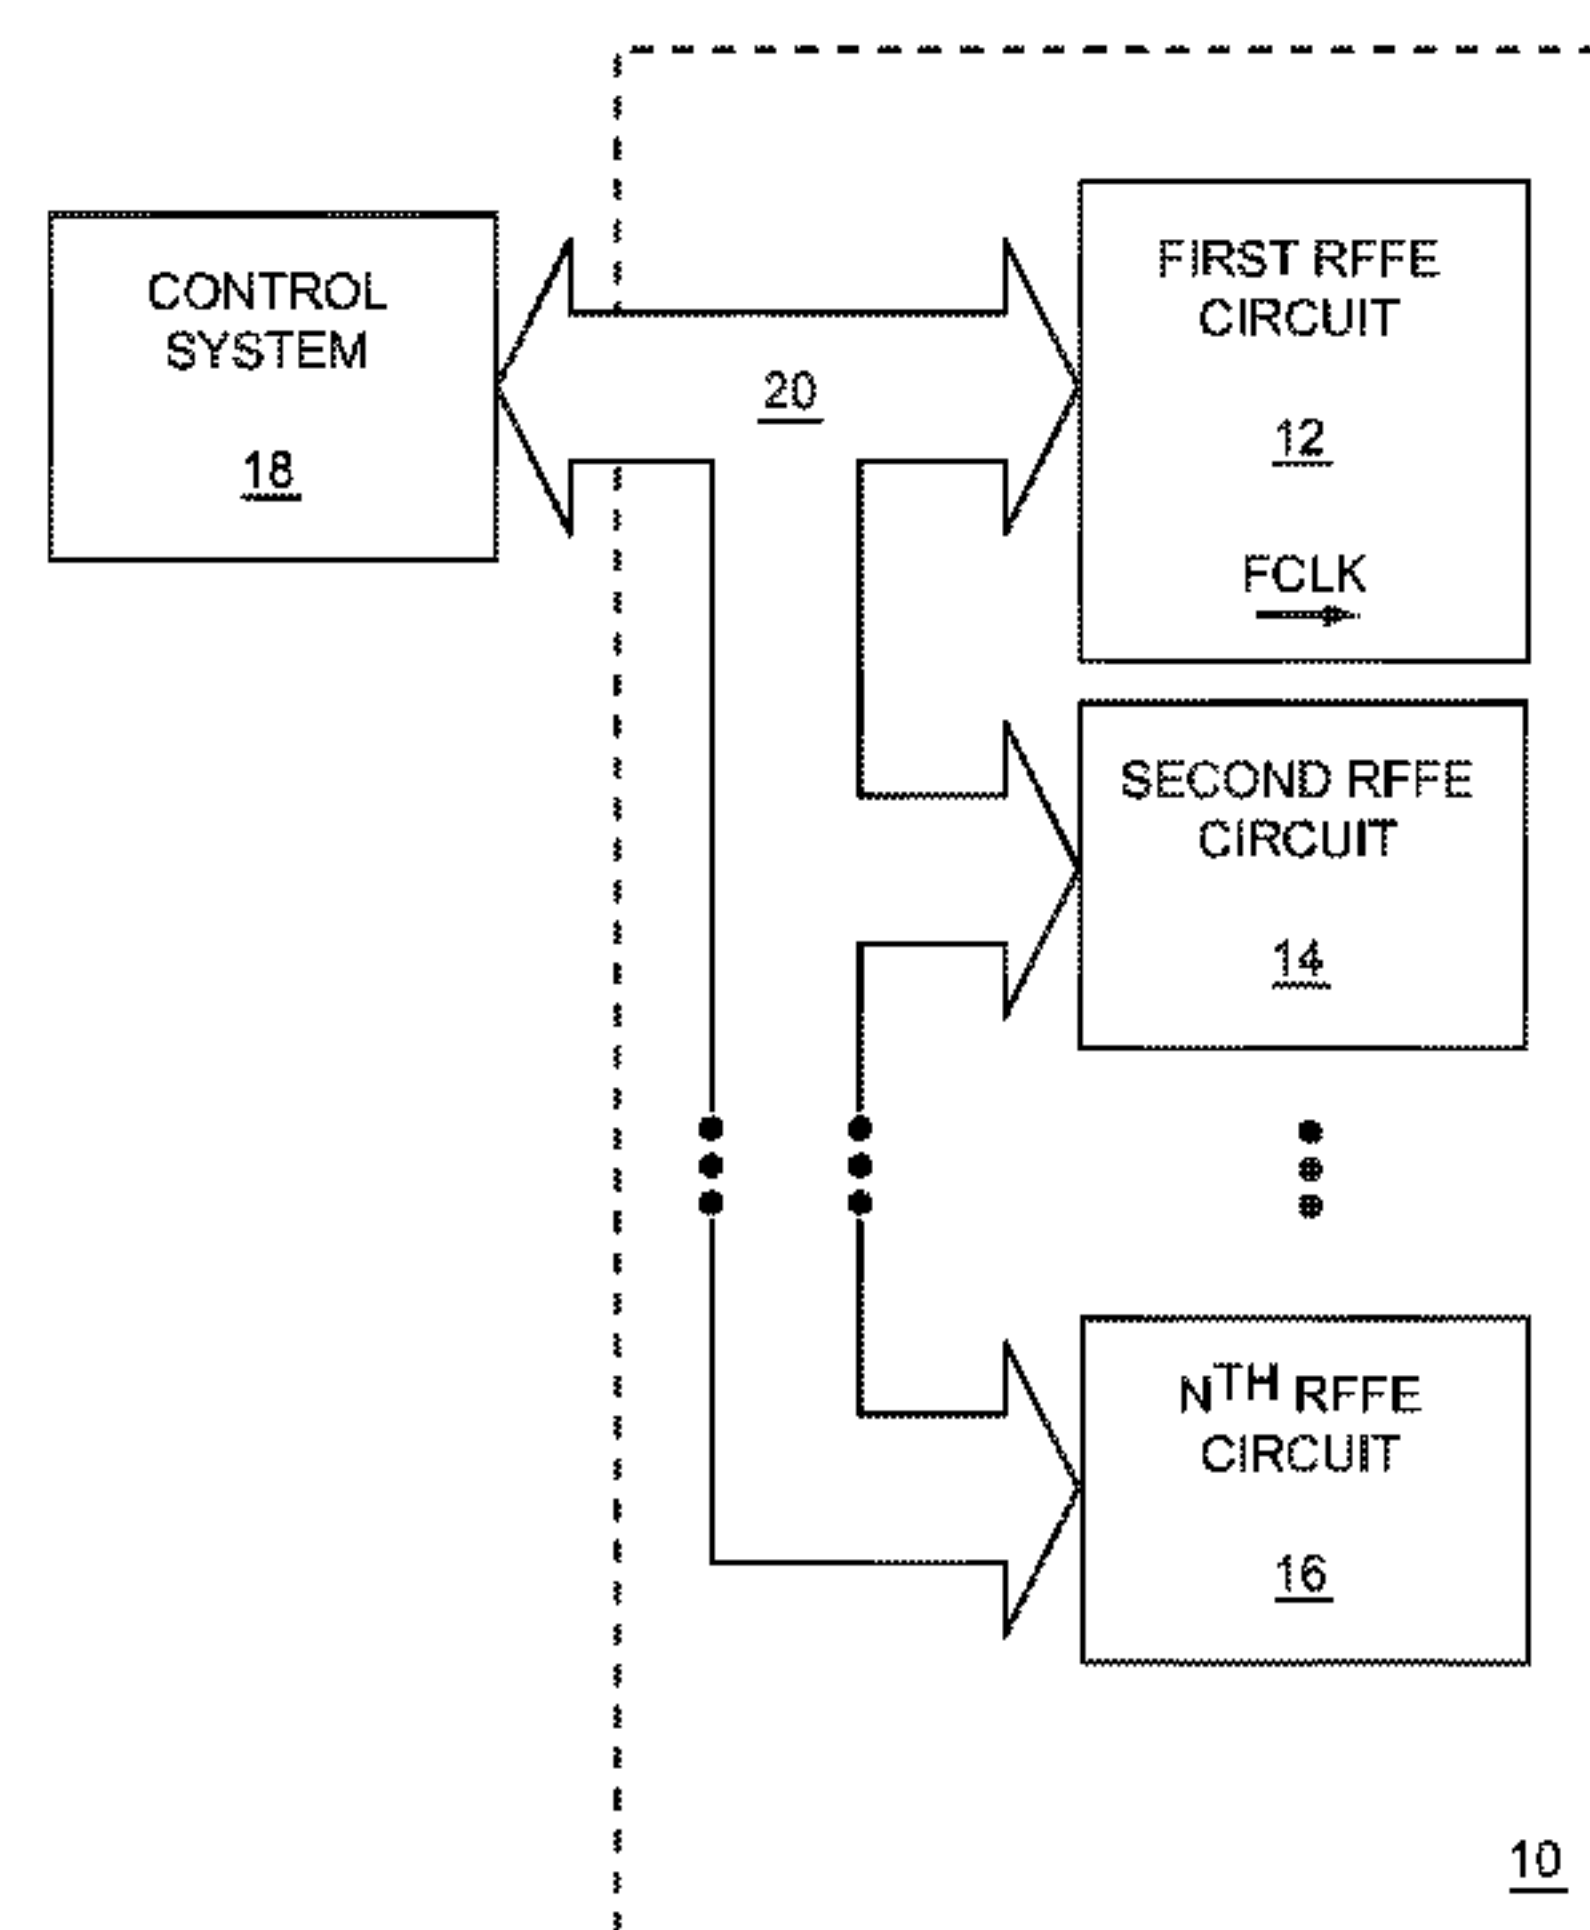 CONTROL
SYSTEM
18
20
FIRST RFFE
CIRCUIT
12
FCLK
SECOND RFFE
CIRCUIT
14
NTH RFFE
CIRCUIT
16
10